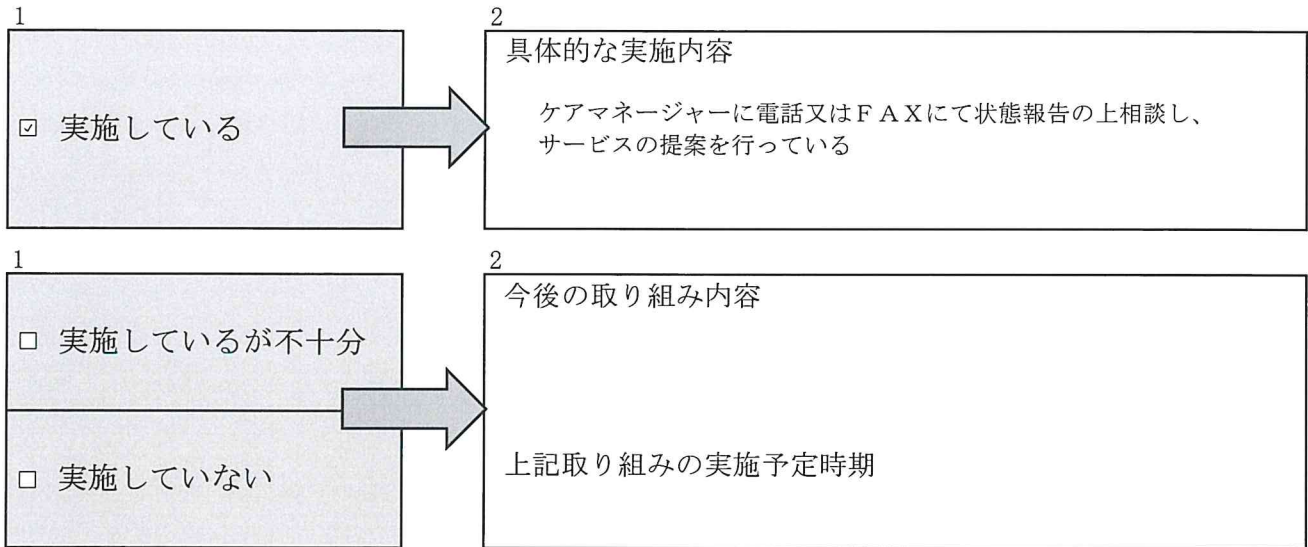 1
2
☑ 実施している
具体的な実施内容
ケアマネージャーに電話又はＦＡＸにて状態報告の上相談し、
サービスの提案を行っている
1
2
□ 実施しているが不十分
□ 実施していない
今後の取り組み内容
上記取り組みの実施予定時期